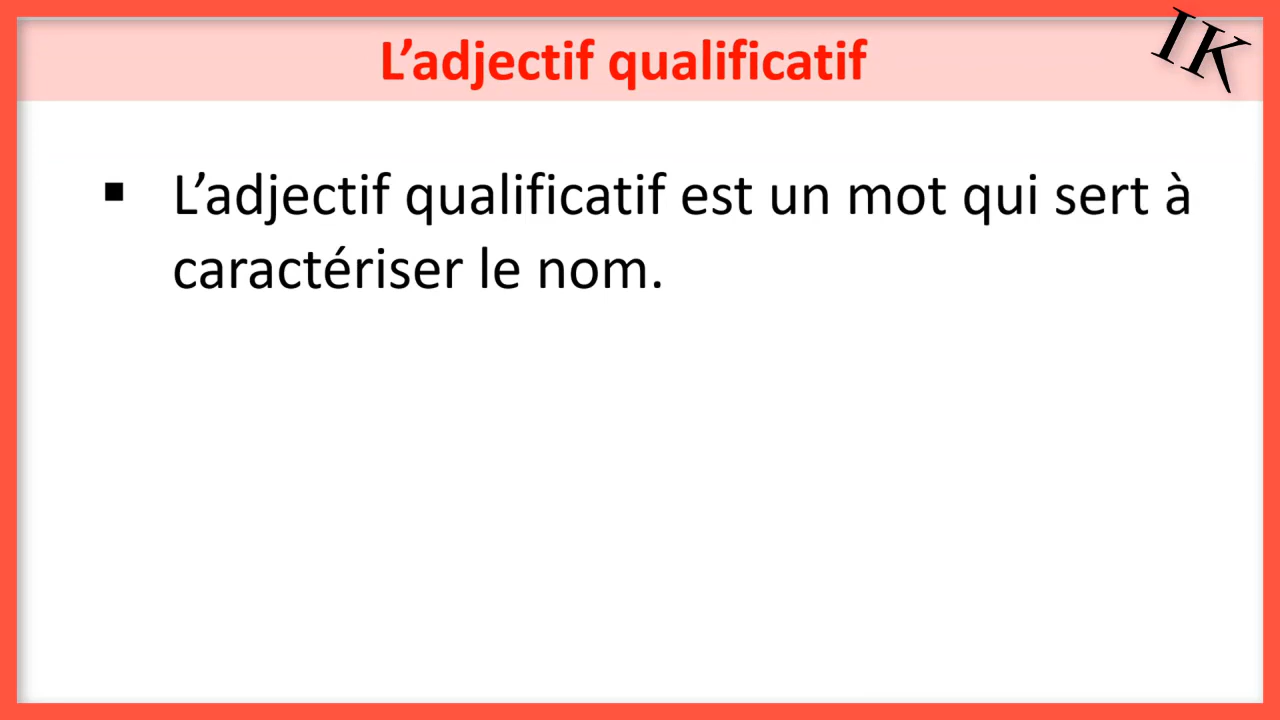 L’adjectif qualificatif
IK
▪ L’adjectif qualificatif est un mot qui sert à
caractériser le nom.